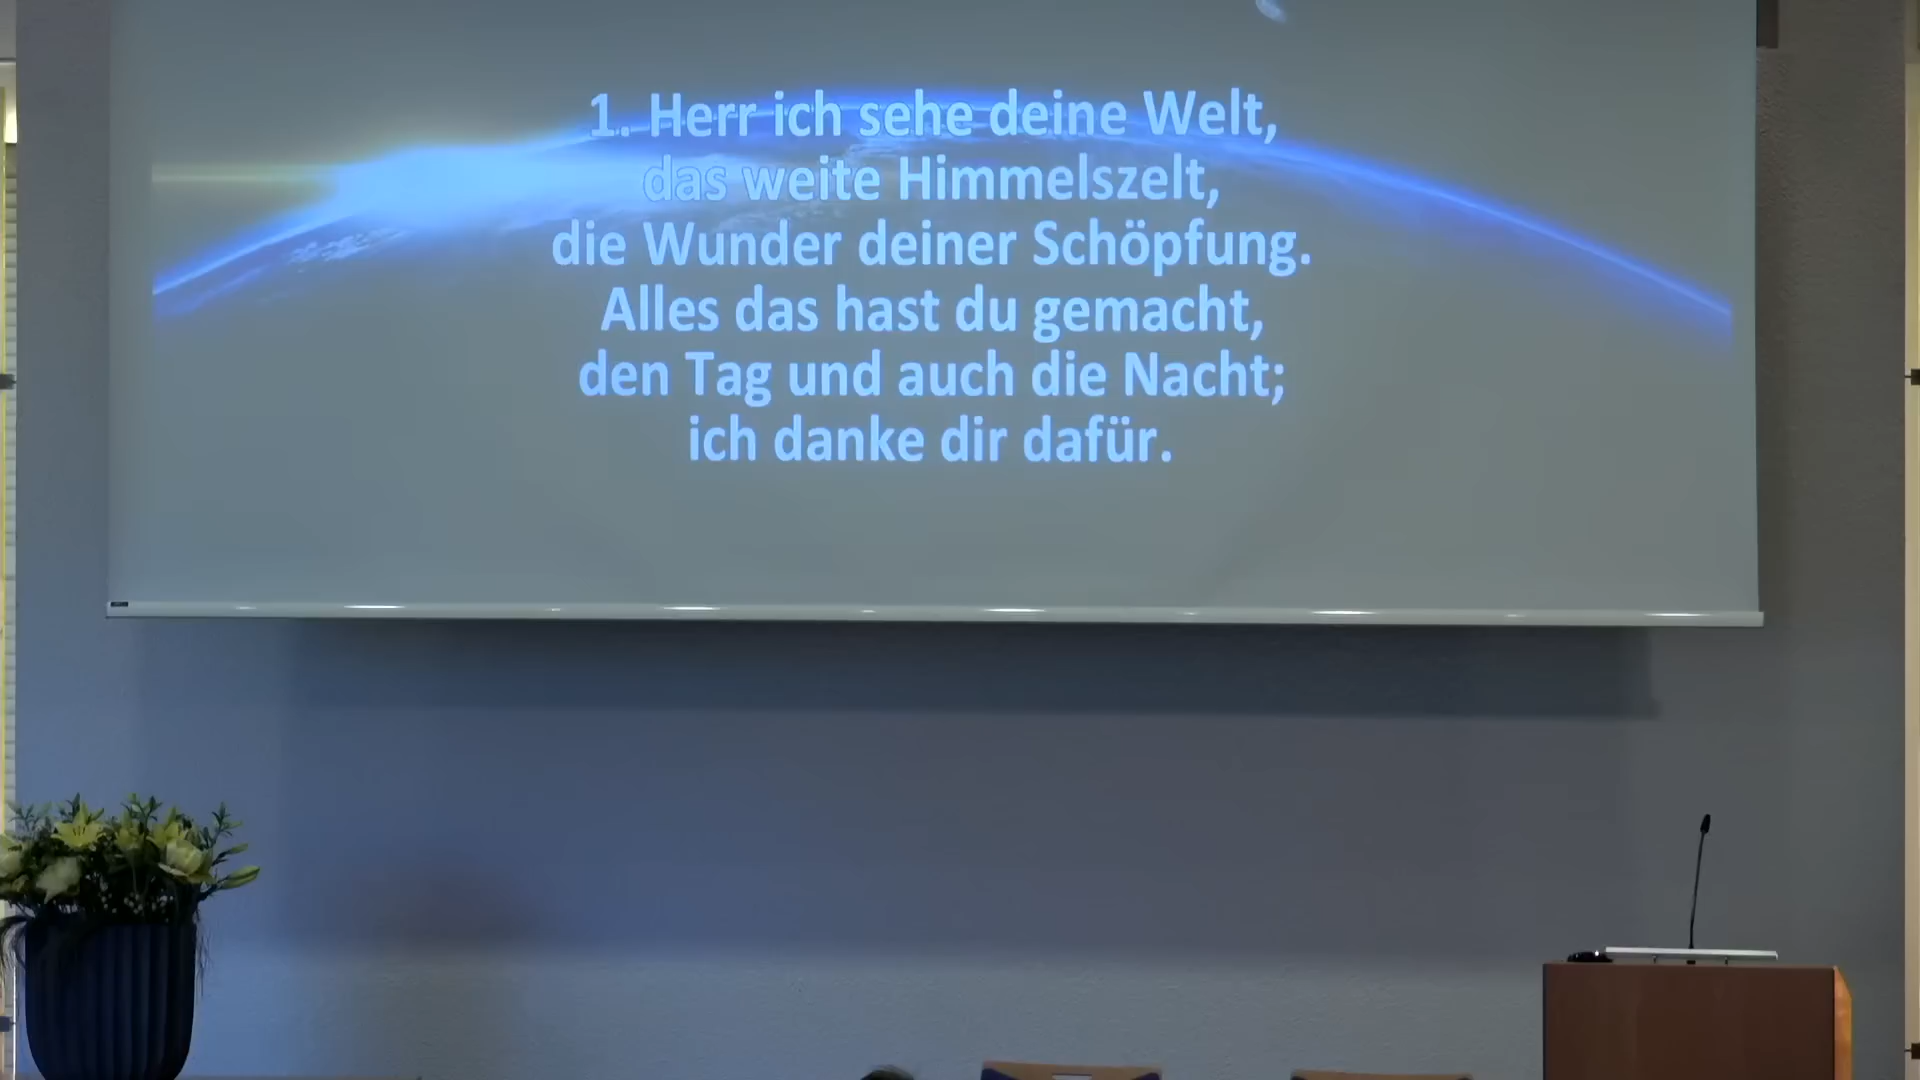 1. Herr ich sehe deine Welt,
das weite Himmelszelt,
die Wunder deiner Schöpfung.
Alles das hast du gemacht,
den Tag und auch die Nacht;
ich danke dir dafür.